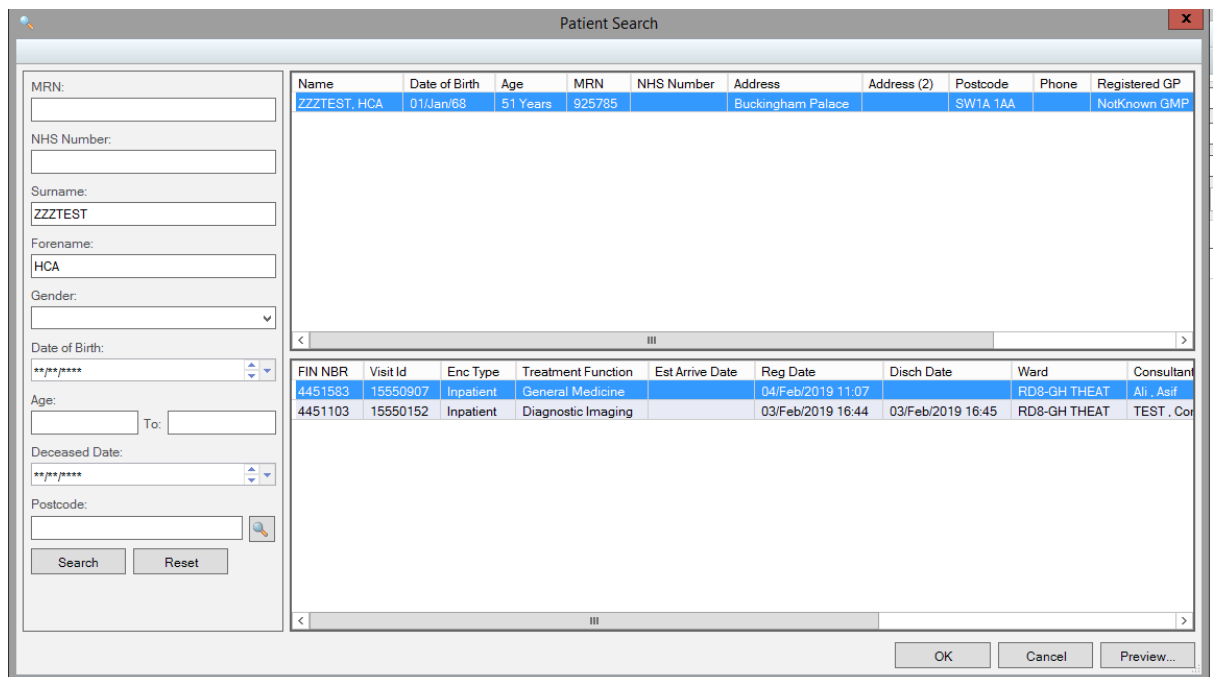 Patient Search
x
MRN:
NHS Number:
Surname:
ZZZTEST
Forename:
HCA
Gender:
Date of Birth:
**/**/****
Age:
To:
Deceased Date:
**/**/****
Postcode:
Search Reset
Name Date of Birth Age MRN NHS Number Address Address (2) Postcode Phone Registered GP
ZZZTEST, HCA 01/Jan/68 51 Years 925785 Buckingham Palace SW1A 1AA NotKnown GMP
FIN NBR Visit Id Enc Type Treatment Function Est Arrive Date Reg Date Disch Date Ward Consultant
4451583 15550907 Inpatient General Medicine 04/Feb/2019 11:07 RD8-GH THEAT Ali , Asif
4451103 15550152 Inpatient Diagnostic Imaging 03/Feb/2019 16:44 03/Feb/2019 16:45 RD8-GH THEAT TEST , Cor
OK Cancel Preview...